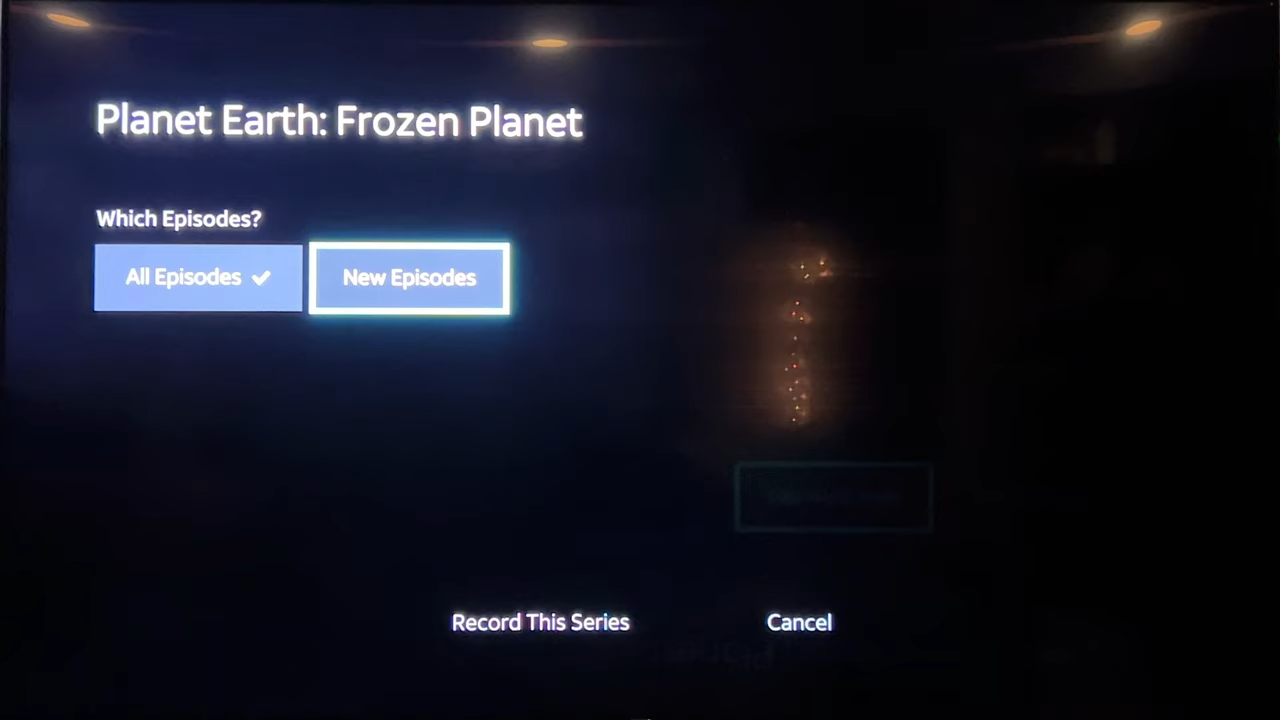 Planet Earth: Frozen Planet
Which Episodes?
All Episodes ✓ New Episodes
Record This Series Cancel